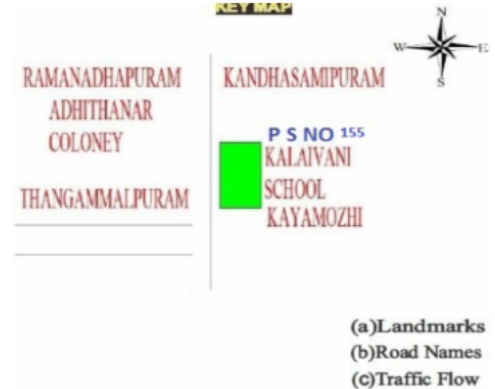 KEY MAP
N
W
E
S
RAMANADHAPURAM
ADHITHANAR
COLONEY
THANGAMMALPURAM
KANDHASAMIPURAM
P S NO 155
KALAIVANI
SCHOOL
KAYAMOZHI
(a)Landmarks
(b)Road Names
(c)Traffic Flow